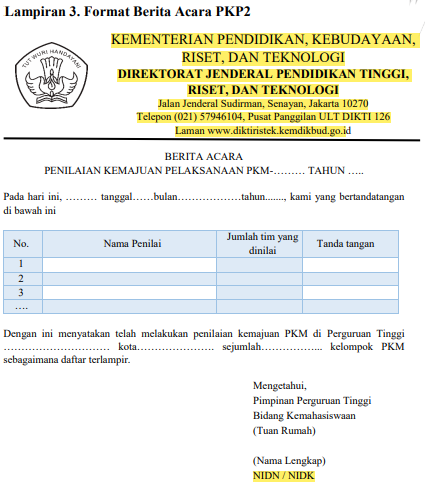 Lampiran 3. Format Berita Acara PKP2
TUT WURI HANDAYANI
KEMENTERIAN PENDIDIKAN, KEBUDAYAAN,
RISET, DAN TEKNOLOGI
DIREKTORAT JENDERAL PENDIDIKAN TINGGI,
RISET, DAN TEKNOLOGI
Jalan Jenderal Sudirman, Senayan, Jakarta 10270
Telepon (021) 57946104, Pusat Panggilan ULT DIKTI 126
Laman www.diktiristek.kemdikbud.go.id
BERITA ACARA
PENILAIAN KEMAJUAN PELAKSANAAN PKM-……… TAHUN …..
Pada hari ini, ……… tanggal……bulan………………tahun......., kami yang bertandatangan
di bawah ini
No. Nama Penilai Jumlah tim yang dinilai Tanda tangan
1
2
3
….
Dengan ini menyatakan telah melakukan penilaian kemajuan PKM di Perguruan Tinggi
………………………… kota…………………. sejumlah……………... kelompok PKM
sebagaimana daftar terlampir.
Mengetahui,
Pimpinan Perguruan Tinggi
Bidang Kemahasiswaan
(Tuan Rumah)
(Nama Lengkap)
NIDN / NIDK